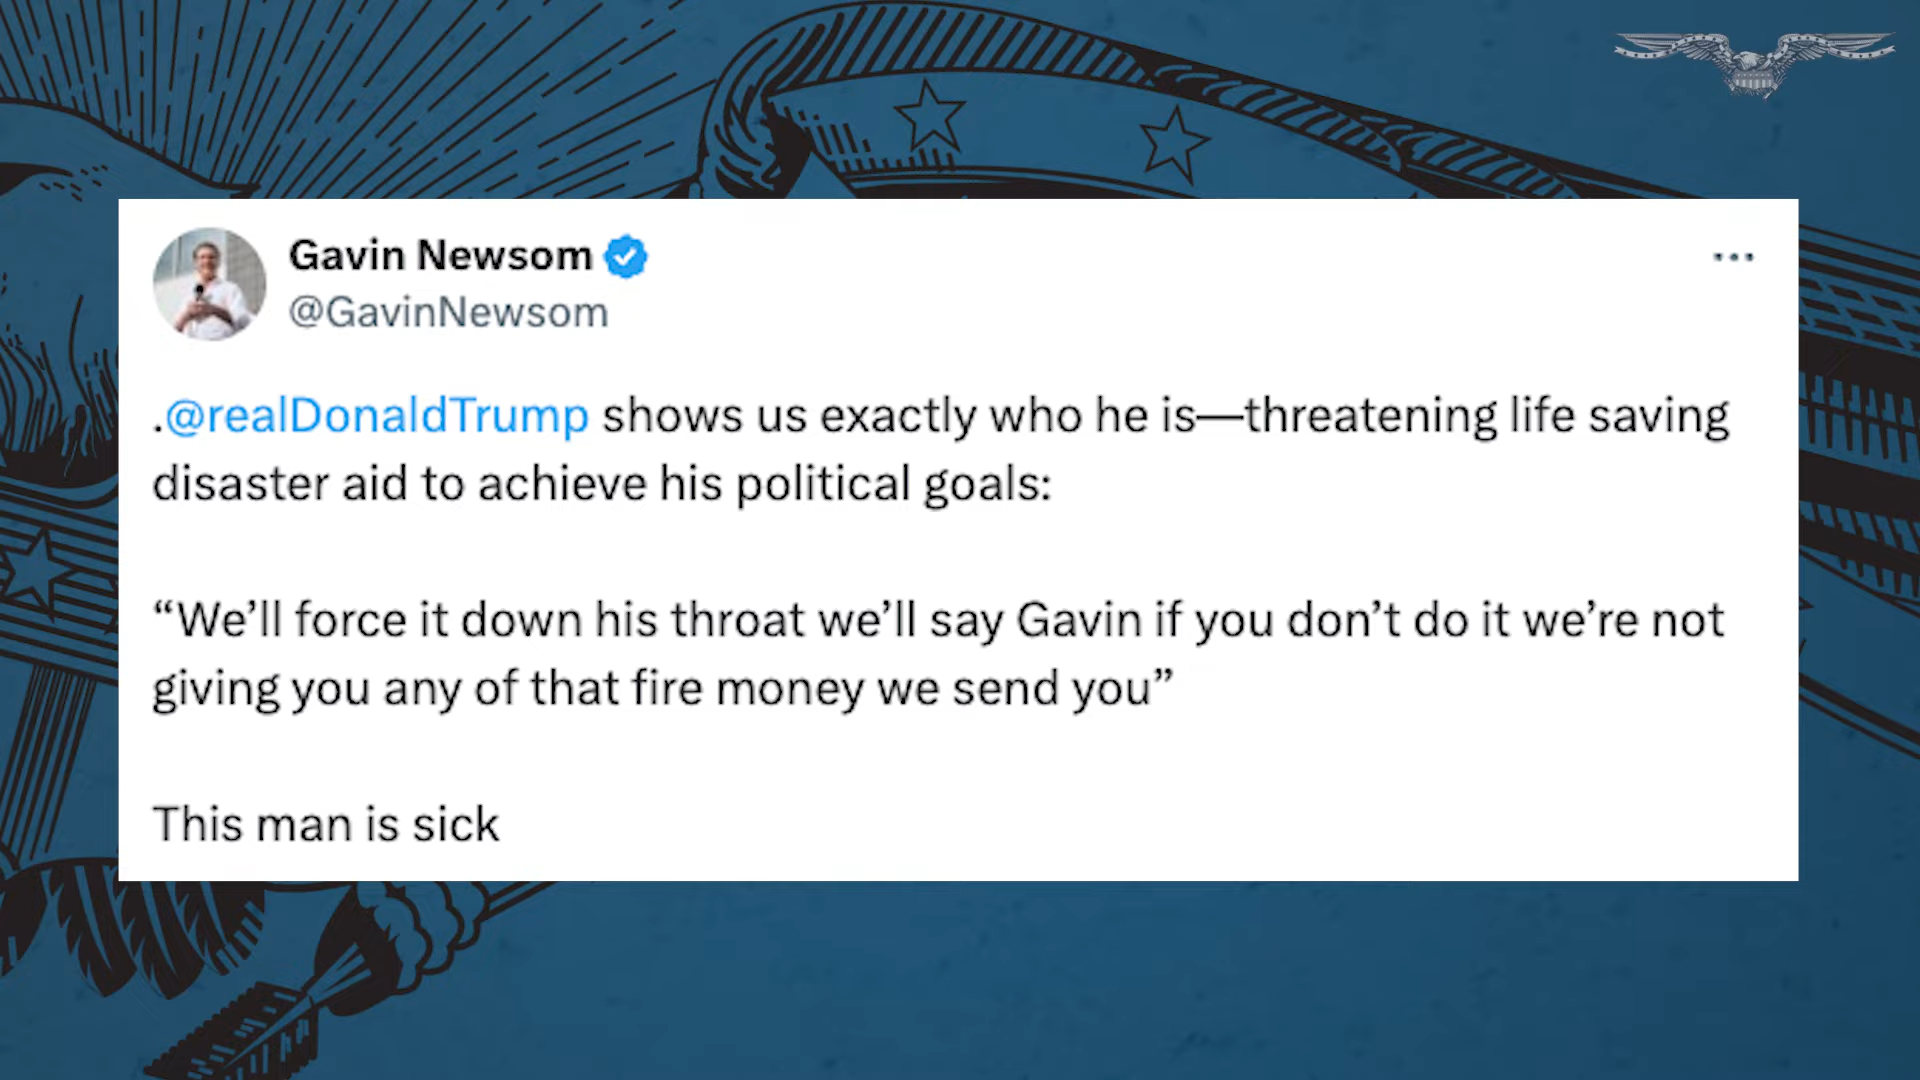 Gavin Newsom
@GavinNewsom
.@realDonaldTrump shows us exactly who he is—threatening life saving
disaster aid to achieve his political goals:
“We’ll force it down his throat we’ll say Gavin if you don’t do it we’re not
giving you any of that fire money we send you”
This man is sick